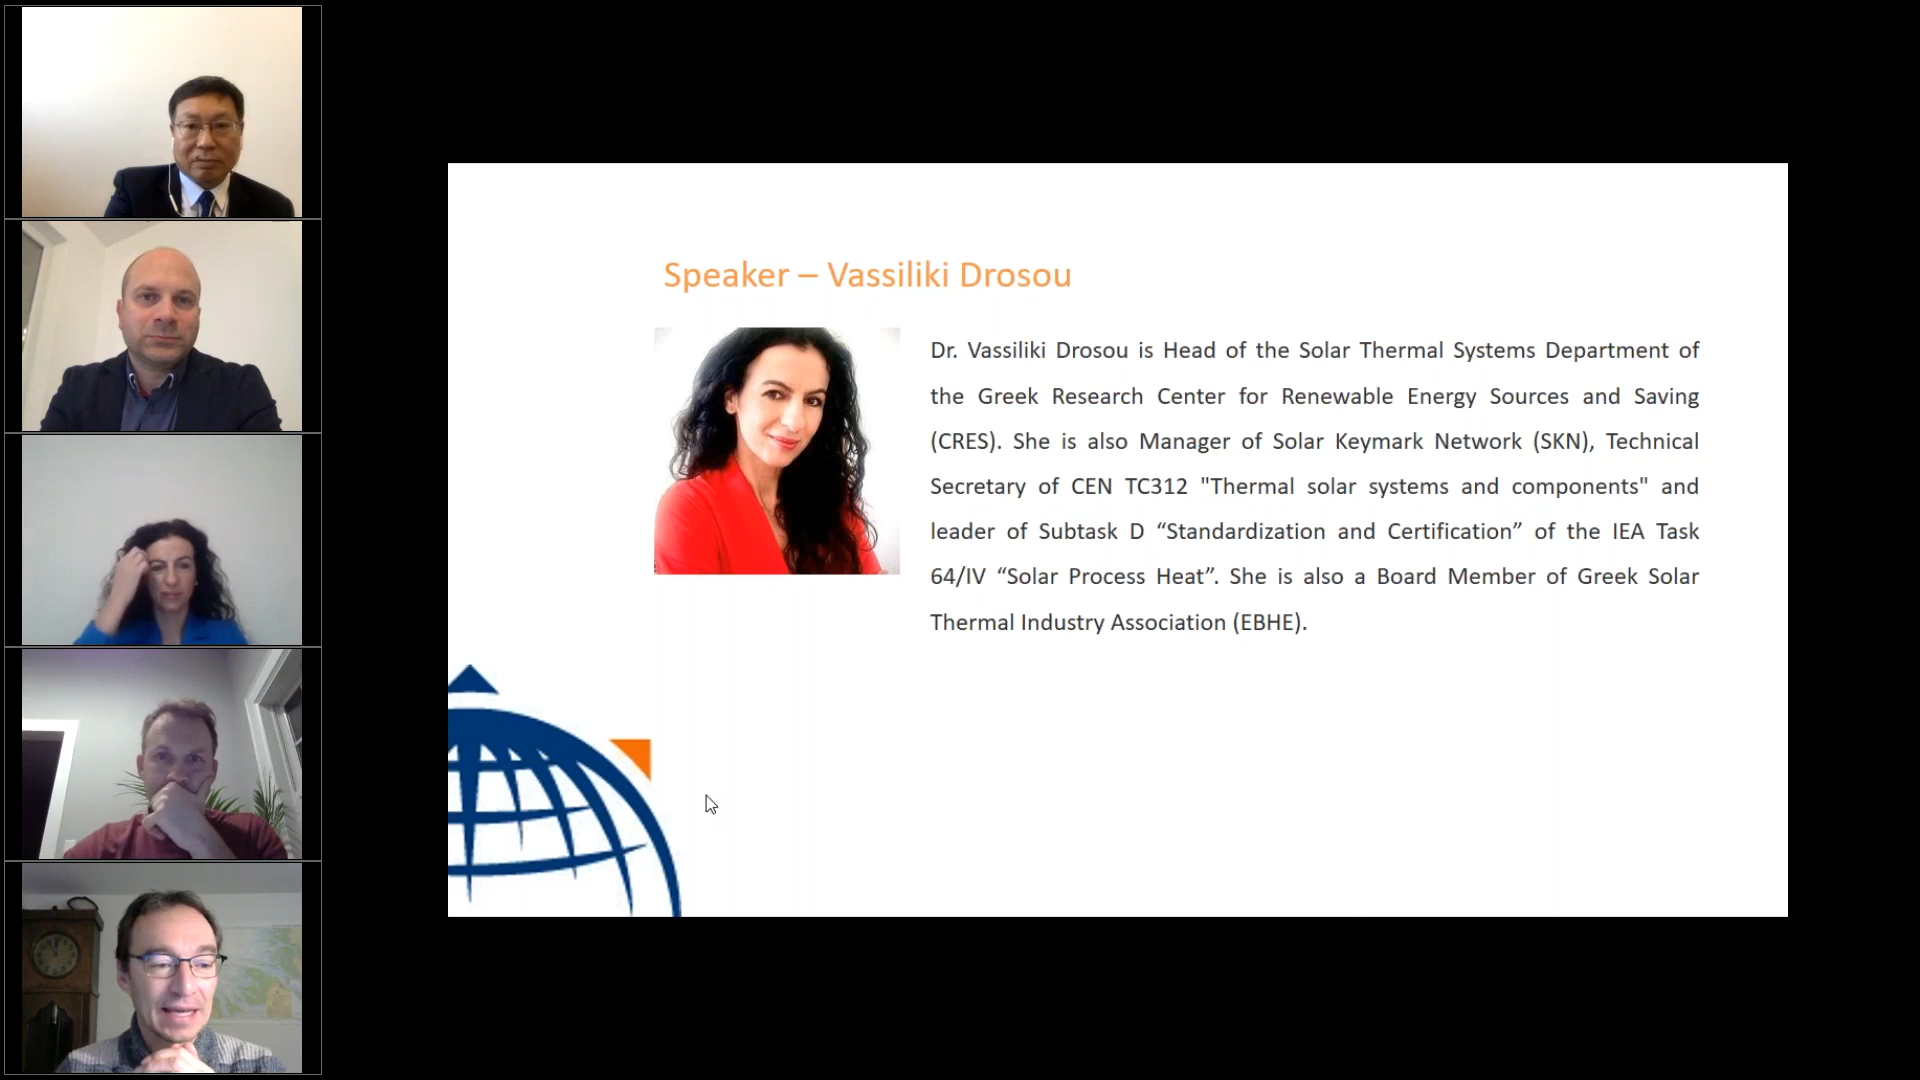 Speaker – Vassiliki Drosou
Dr. Vassiliki Drosou is Head of the Solar Thermal Systems Department of
the Greek Research Center for Renewable Energy Sources and Saving
(CRES). She is also Manager of Solar Keymark Network (SKN), Technical
Secretary of CEN TC312 "Thermal solar systems and components" and
leader of Subtask D “Standardization and Certification” of the IEA Task
64/IV “Solar Process Heat”. She is also a Board Member of Greek Solar
Thermal Industry Association (EBHE).